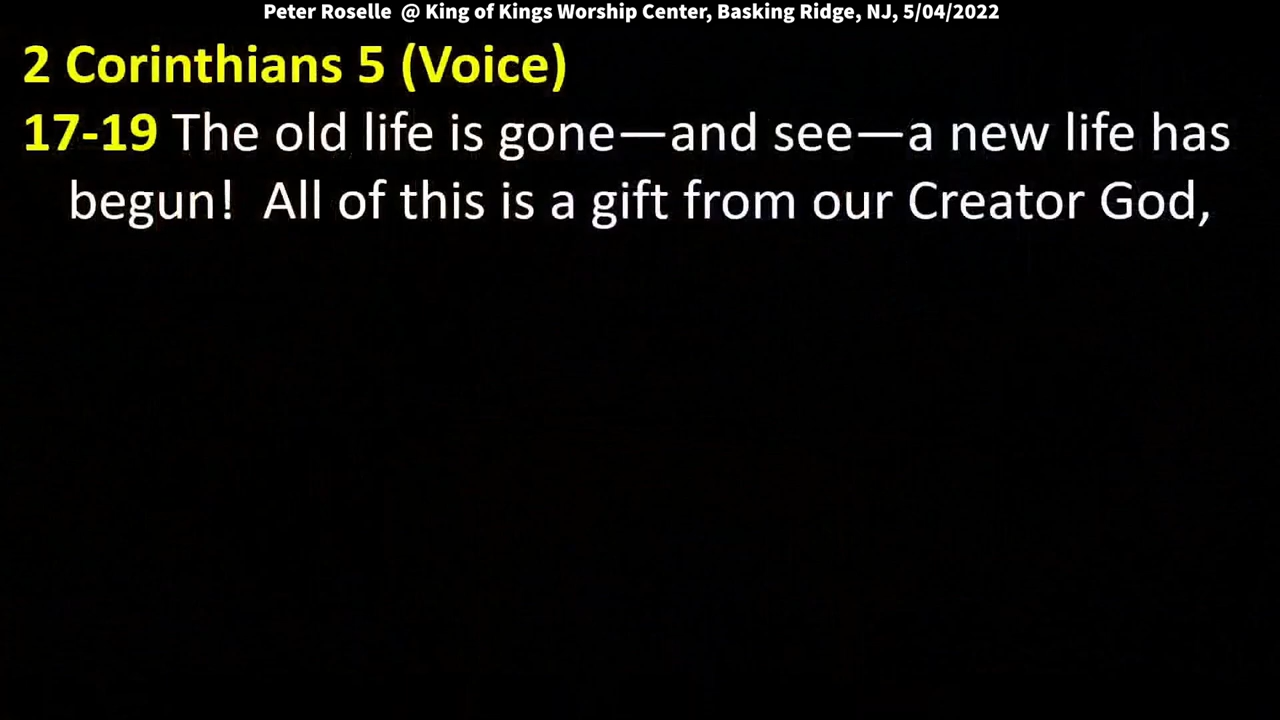 Peter Roselle @ King of Kings Worship Center, Basking Ridge, NJ, 5/04/2022
2 Corinthians 5 (Voice)
17-19 The old life is gone—and see—a new life has
begun! All of this is a gift from our Creator God,